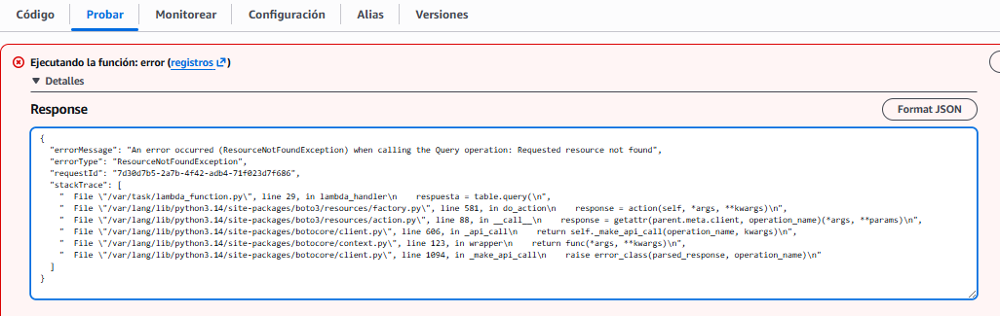 Código Probar Monitorear Configuración Alias Versiones
Ejecutando la función: error (registros)
Detalles
Response Format JSON
{
"errorMessage": "An error occurred (ResourceNotFoundException) when calling the Query operation: Requested resource not found",
"errorType": "ResourceNotFoundException",
"requestId": "7d30d7b5-2a7b-4f42-adb4-71f023d7f686",
"stackTrace": [
"  File \"/var/task/lambda_function.py\", line 29, in lambda_handler\n    respuesta = table.query(\n",
"  File \"/var/lang/lib/python3.14/site-packages/boto3/resources/factory.py\", line 581, in do_action\n    response = action(self, *args, **kwargs)\n",
"  File \"/var/lang/lib/python3.14/site-packages/boto3/resources/action.py\", line 88, in __call__\n    response = getattr(parent.meta.client, operation_name)(*args, **params)\n",
"  File \"/var/lang/lib/python3.14/site-packages/botocore/client.py\", line 606, in _api_call\n    return self._make_api_call(operation_name, kwargs)\n",
"  File \"/var/lang/lib/python3.14/site-packages/botocore/context.py\", line 123, in wrapper\n    return func(*args, **kwargs)\n",
"  File \"/var/lang/lib/python3.14/site-packages/botocore/client.py\", line 1094, in _make_api_call\n    raise error_class(parsed_response, operation_name)\n"
]
}